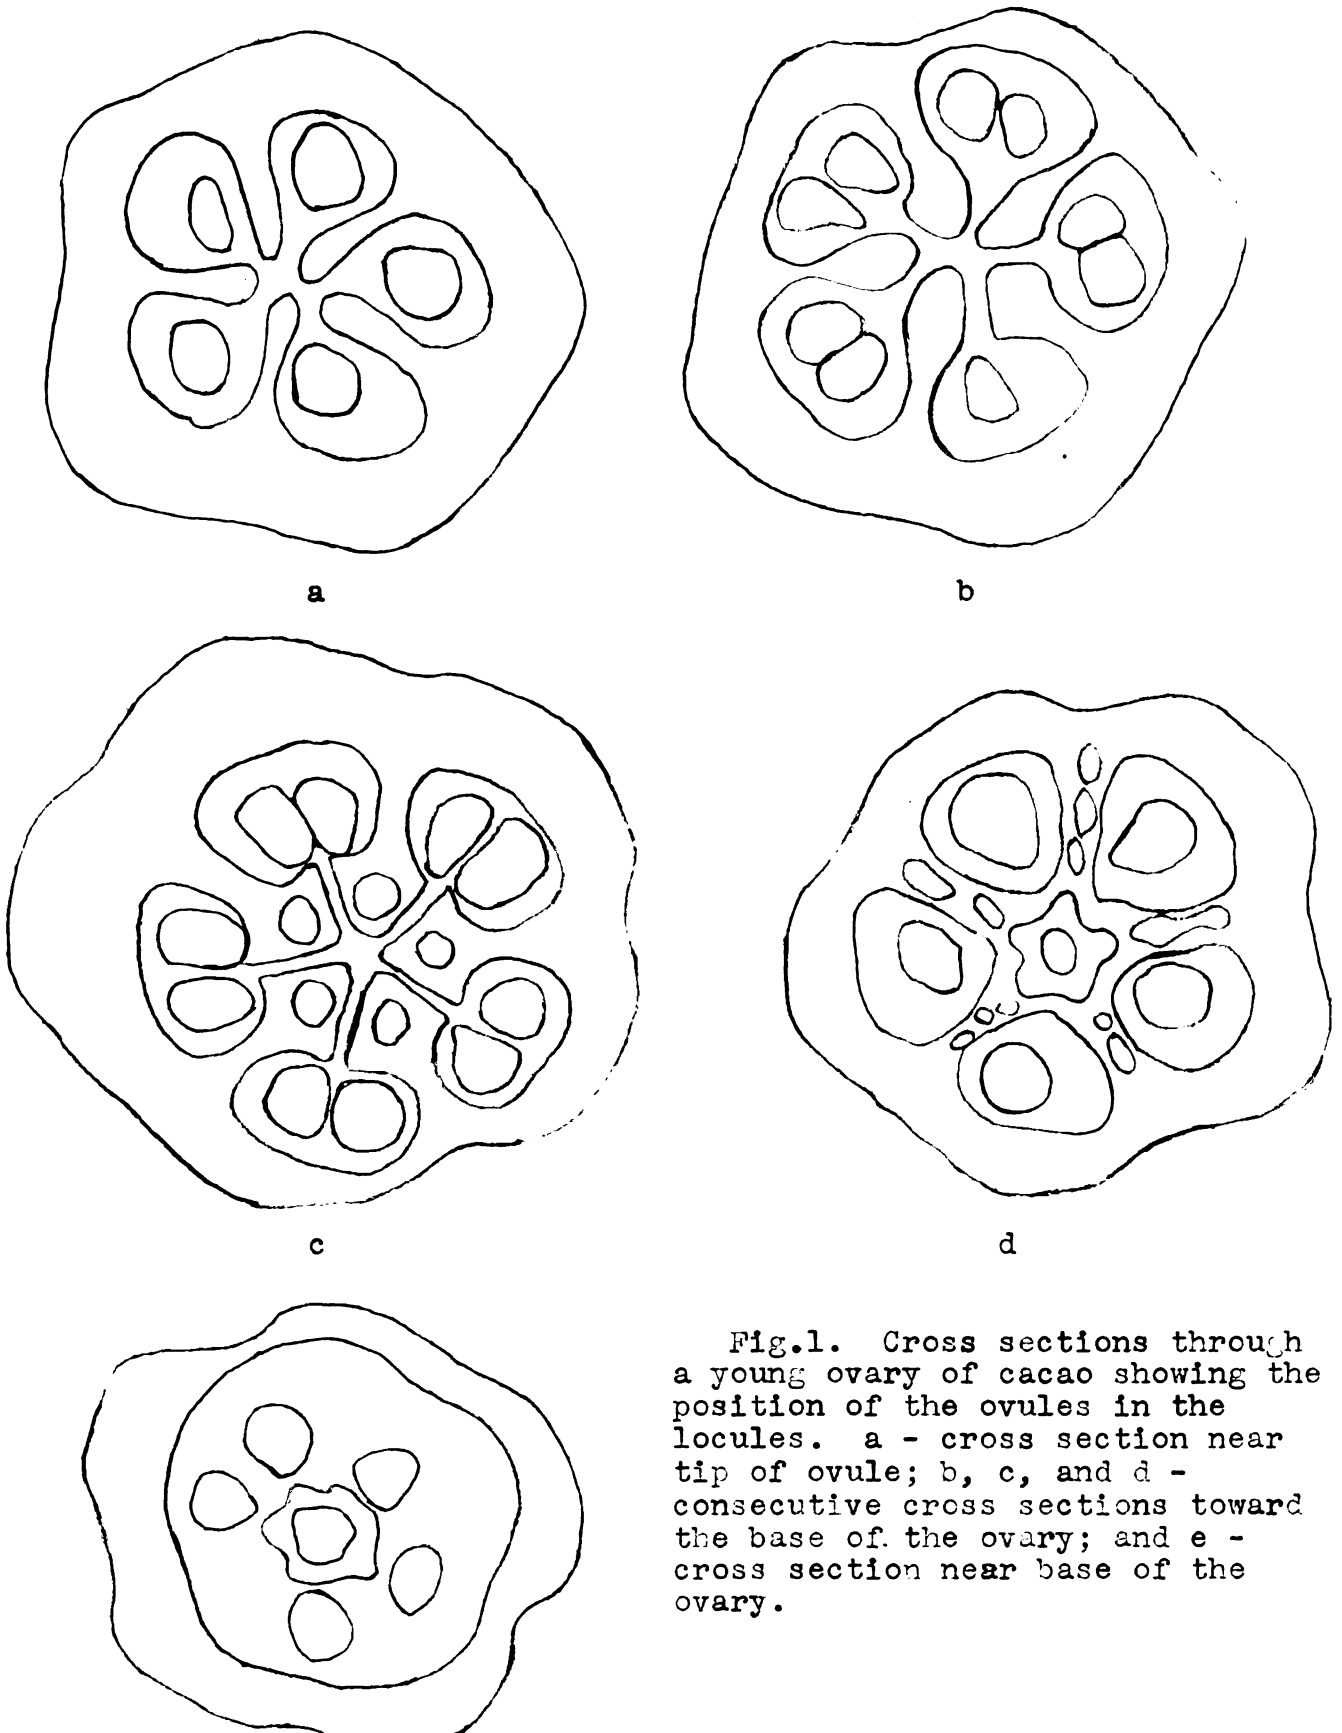 a
b
c
d
Fig.1. Cross sections through
a young ovary of cacao showing the
position of the ovules in the
locules. a - cross section near
tip of ovule; b, c, and d -
consecutive cross sections toward
the base of the ovary; and e -
cross section near base of the
ovary.